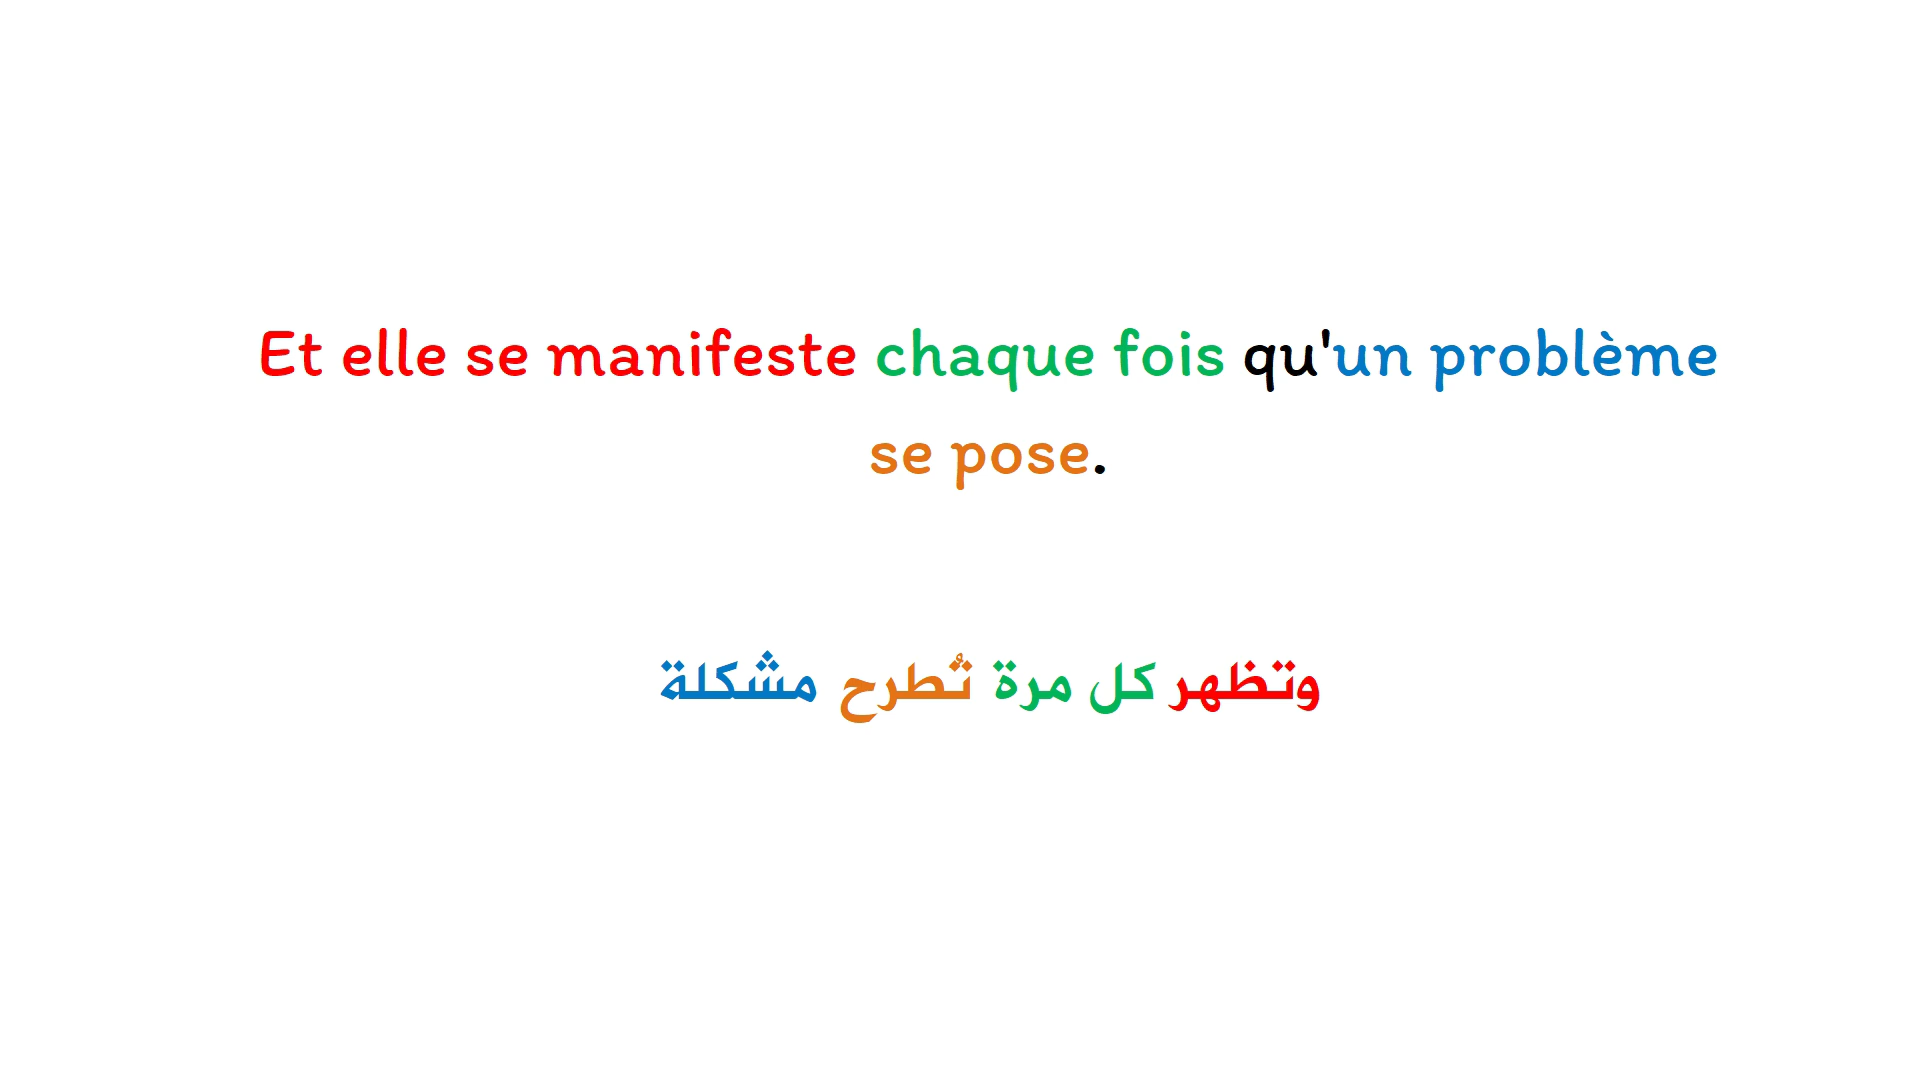 Et elle se manifeste chaque fois qu'un problème
se pose.
وتظهر كل مرة تُطرح مشكلة